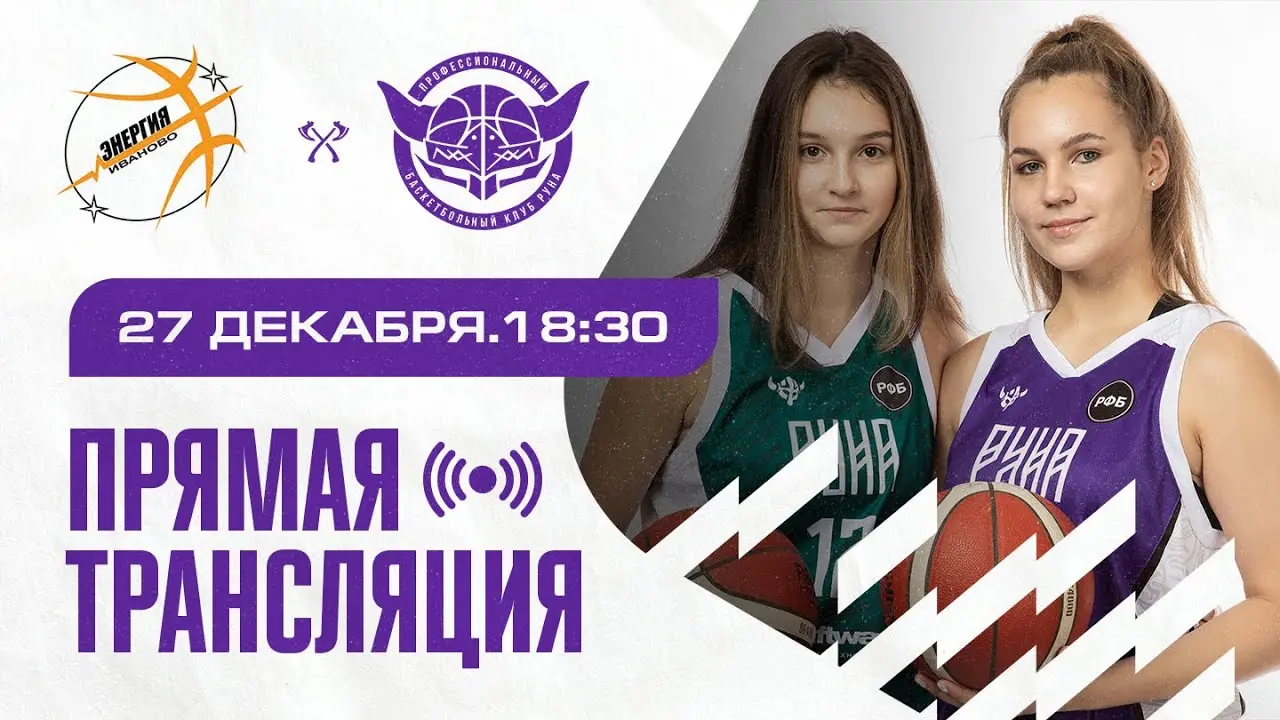 ЭНЕРГИЯ
ИВАНОВО
ПРОФЕССИОНАЛЬНЫЙ
БАСКЕТБОЛЬНЫЙ КЛУБ РУНА
27 ДЕКАБРЯ.18:30
ПРЯМАЯ
ТРАНСЛЯЦИЯ
РФБ
РУНА
РФБ
РУНА